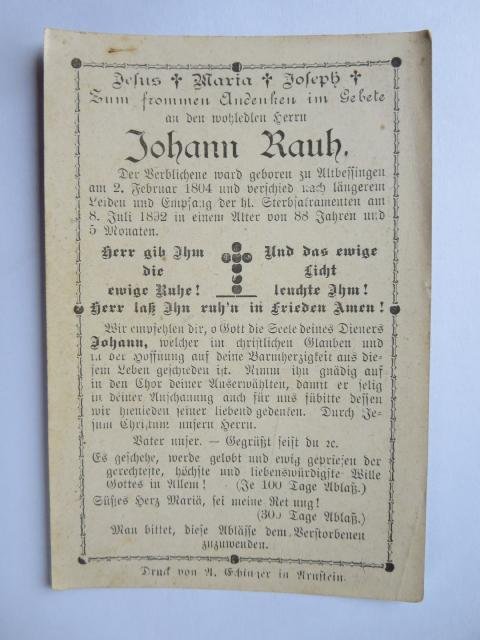 Jesus ✝ Maria ✝ Joseph ✝
Zum frommen Andenken im Gebete
an den wohledlen Herrn
Johann Rauh.
Der Verblichene ward geboren zu Altbessingen
am 2. Februar 1804 und verschied nach längerem
Leiden und Empfang der hl. Sterbsakramenten am
8. Juli 1892 in einem Alter von 88 Jahren und
5 Monaten.
Herr gib Ihm
die
ewige Ruhe!
Und das ewige
Licht
leuchte Ihm!
Herr laß Ihn ruh'n in Frieden Amen!
Wir empfehlen dir, o Gott die Seele deines Dieners
Johann, welcher im christlichen Glauben und
in der Hoffnung auf deine Barmherzigkeit aus die-
sem Leben geschieden ist. Nimm ihn gnädig auf
in den Chor deiner Auserwählten, damit er selig
in deiner Anschauung auch für uns fübitte dessen
wir hienieden seiner liebend gedenken. Durch Je-
sum Christum unsern Herrn.
Vater unser. — Gegrüßt seist du ꝛc.
Es geschehe, werde gelobt und ewig gepriesen der
gerechteste, höchste und liebenswürdigste Wille
Gottes in Allem! (Je 100 Tage Ablaß.)
Süßes Herz Mariä, sei meine Rettung!
(300 Tage Ablaß.)
Man bittet, diese Ablässe dem Verstorbenen
zuzuwenden.
Druck von A. in Arnstein.